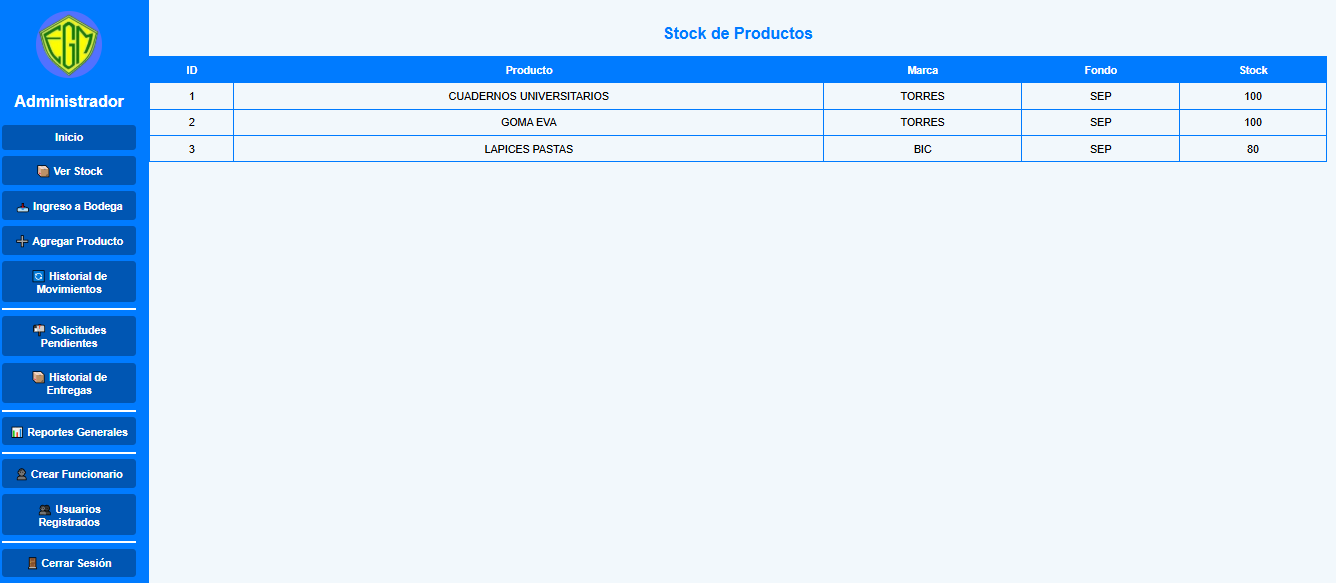 EGM
Administrador
Inicio
Ver Stock
Ingreso a Bodega
Agregar Producto
Historial de
Movimientos
Solicitudes
Pendientes
Historial de
Entregas
Reportes Generales
Crear Funcionario
Usuarios
Registrados
Cerrar Sesión
Stock de Productos
ID Producto Marca Fondo Stock
1 CUADERNOS UNIVERSITARIOS TORRES SEP 100
2 GOMA EVA TORRES SEP 100
3 LAPICES PASTAS BIC SEP 80